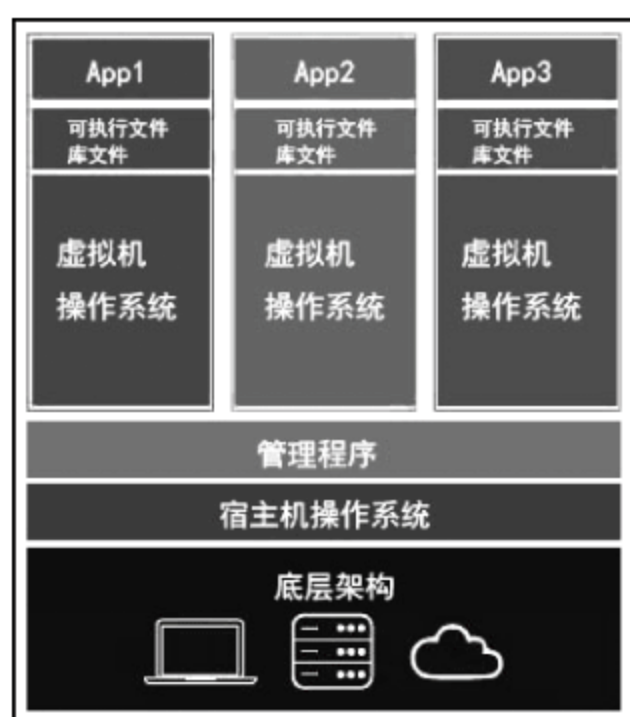 App1
可执行文件
库文件
虚拟机
操作系统
App2
可执行文件
库文件
虚拟机
操作系统
App3
可执行文件
库文件
虚拟机
操作系统
管理程序
宿主机操作系统
底层架构